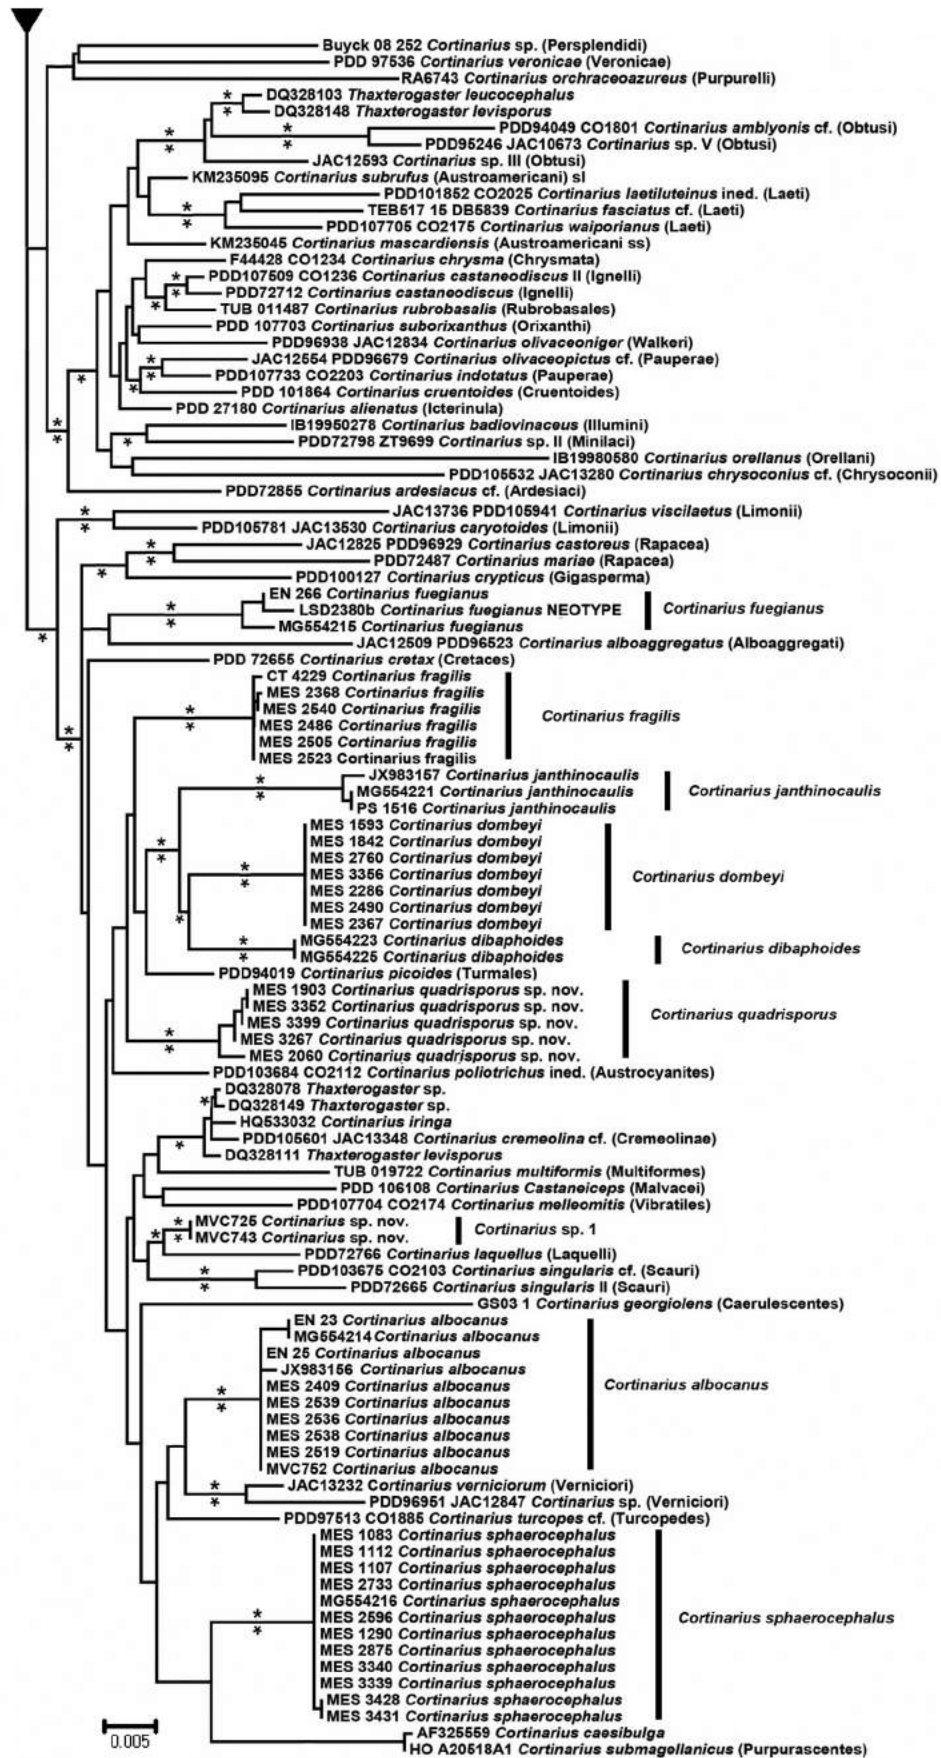 Buyck 08 252 Cortinarius sp. (Persplendidi)
PDD 97536 Cortinarius veronicae (Veronicae)
RA6743 Cortinarius orchraceoazureus (Purpurelli)
DQ328103 Thaxterogaster leucocephalus
DQ328148 Thaxterogaster levisporus
PDD94049 CO1801 Cortinarius amblyonis cf. (Obtusi)
PDD95246 JAC10673 Cortinarius sp. V (Obtusi)
JAC12593 Cortinarius sp. III (Obtusi)
KM235095 Cortinarius subrufus (Austroamericani) sl
PDD101852 CO2025 Cortinarius laetiluteinus ined. (Laeti)
TEB517 15 DB5839 Cortinarius fasciatus cf. (Laeti)
PDD107705 CO2175 Cortinarius waiporianus (Laeti)
KM235045 Cortinarius mascardiensis (Austroamericani ss)
F44428 CO1234 Cortinarius chrysma (Chrysmata)
PDD107509 CO1236 Cortinarius castaneodiscus II (Ignelli)
PDD72712 Cortinarius castaneodiscus (Ignelli)
TUB 011487 Cortinarius rubrobasalis (Rubrobasales)
PDD 107703 Cortinarius suborixanthus (Orixanthi)
PDD96938 JAC12834 Cortinarius olivaceoniger (Walkeri)
JAC12554 PDD96679 Cortinarius olivaceopictus cf. (Pauperae)
PDD107733 CO2203 Cortinarius indotatus (Pauperae)
PDD 101864 Cortinarius cruentoides (Cruentoides)
PDD 27180 Cortinarius alienatus (Icterinula)
IB19950278 Cortinarius badiovinaceus (Illumini)
PDD72798 ZT9699 Cortinarius sp. II (Minilaci)
IB19980580 Cortinarius orellanus (Orellani)
PDD105532 JAC13280 Cortinarius chrysoconius cf. (Chrysoconii)
PDD72855 Cortinarius ardesiacus cf. (Ardesiaci)
JAC13736 PDD105941 Cortinarius viscilaetus (Limonii)
PDD105781 JAC13530 Cortinarius caryotoides (Limonii)
JAC12825 PDD96929 Cortinarius castoreus (Rapacea)
PDD72487 Cortinarius mariae (Rapacea)
PDD100127 Cortinarius crypticus (Gigasperma)
EN 266 Cortinarius fuegianus
LSD2380b Cortinarius fuegianus NEOTYPE
Cortinarius fuegianus
MG554215 Cortinarius fuegianus
JAC12509 PDD96523 Cortinarius alboaggregatus (Alboaggregati)
PDD 72655 Cortinarius cretax (Cretaces)
CT 4229 Cortinarius fragilis
MES 2368 Cortinarius fragilis
MES 2540 Cortinarius fragilis
Cortinarius fragilis
MES 2486 Cortinarius fragilis
MES 2505 Cortinarius fragilis
MES 2523 Cortinarius fragilis
JX983157 Cortinarius janthinocaulis
MG554221 Cortinarius janthinocaulis
Cortinarius janthinocaulis
PS 1516 Cortinarius janthinocaulis
MES 1593 Cortinarius dombeyi
MES 1842 Cortinarius dombeyi
MES 2760 Cortinarius dombeyi
MES 3356 Cortinarius dombeyi
Cortinarius dombeyi
MES 2286 Cortinarius dombeyi
MES 2490 Cortinarius dombeyi
MES 2367 Cortinarius dombeyi
MG554223 Cortinarius dibaphoides
Cortinarius dibaphoides
MG554225 Cortinarius dibaphoides
PDD94019 Cortinarius picoides (Turmales)
MES 1903 Cortinarius quadrisporus sp. nov.
MES 3352 Cortinarius quadrisporus sp. nov.
Cortinarius quadrisporus
MES 3399 Cortinarius quadrisporus sp. nov.
MES 3267 Cortinarius quadrisporus sp. nov.
MES 2060 Cortinarius quadrisporus sp. nov.
PDD103684 CO2112 Cortinarius poliotrichus ined. (Austrocyanites)
DQ328078 Thaxterogaster sp.
DQ328149 Thaxterogaster sp.
HQ533032 Cortinarius iringa
PDD105601 JAC13348 Cortinarius cremeolina cf. (Cremeolinae)
DQ328111 Thaxterogaster levisporus
TUB 019722 Cortinarius multiformis (Multiformes)
PDD 106108 Cortinarius Castaneiceps (Malvacei)
PDD107704 CO2174 Cortinarius melleomitis (Vibratiles)
MVC725 Cortinarius sp. nov.
Cortinarius sp. 1
MVC743 Cortinarius sp. nov.
PDD72766 Cortinarius laquellus (Laquelli)
PDD103675 CO2103 Cortinarius singularis cf. (Scauri)
PDD72665 Cortinarius singularis II (Scauri)
GS03 1 Cortinarius georgiolens (Caerulescentes)
EN 23 Cortinarius albocanus
MG554214 Cortinarius albocanus
EN 25 Cortinarius albocanus
JX983156 Cortinarius albocanus
Cortinarius albocanus
MES 2409 Cortinarius albocanus
MES 2539 Cortinarius albocanus
MES 2536 Cortinarius albocanus
MES 2538 Cortinarius albocanus
MES 2519 Cortinarius albocanus
MVC752 Cortinarius albocanus
JAC13232 Cortinarius verniciorum (Verniciori)
PDD96951 JAC12847 Cortinarius sp. (Verniciori)
PDD97513 CO1885 Cortinarius turcopes cf. (Turcopedes)
MES 1083 Cortinarius sphaerocephalus
MES 1112 Cortinarius sphaerocephalus
MES 1107 Cortinarius sphaerocephalus
MES 2733 Cortinarius sphaerocephalus
MG554216 Cortinarius sphaerocephalus
MES 2596 Cortinarius sphaerocephalus
Cortinarius sphaerocephalus
MES 1290 Cortinarius sphaerocephalus
MES 2875 Cortinarius sphaerocephalus
MES 3340 Cortinarius sphaerocephalus
MES 3339 Cortinarius sphaerocephalus
MES 3428 Cortinarius sphaerocephalus
MES 3431 Cortinarius sphaerocephalus
AF325559 Cortinarius caesibulga
HO A20518A1 Cortinarius submagellanicus (Purpurascentes)
0.005